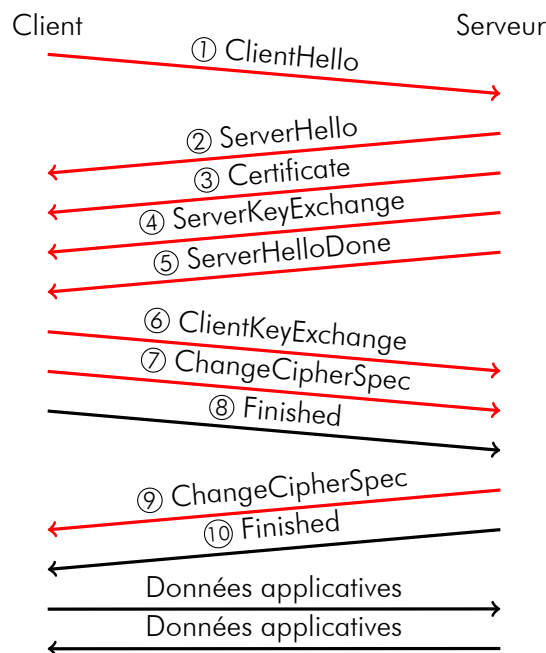 Client
Serveur
① ClientHello
② ServerHello
③ Certificate
④ ServerKeyExchange
⑤ ServerHelloDone
⑥ ClientKeyExchange
⑦ ChangeCipherSpec
⑧ Finished
⑨ ChangeCipherSpec
⑩ Finished
Données applicatives
Données applicatives